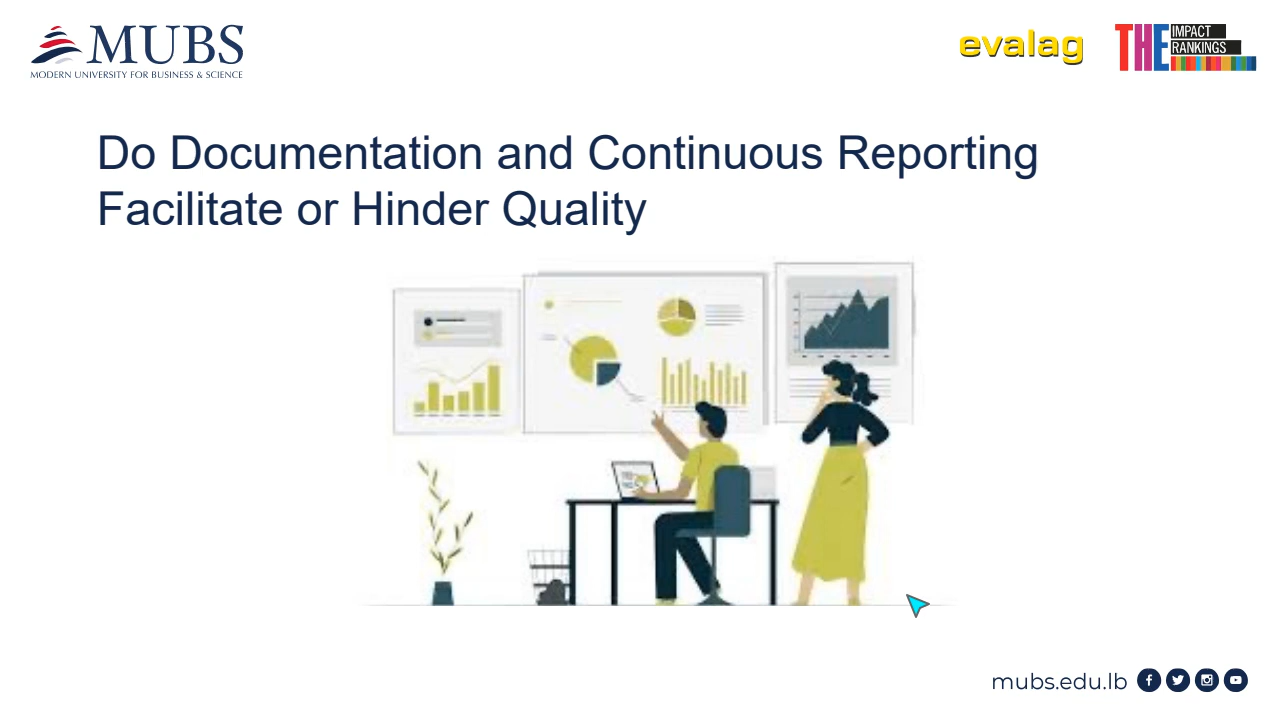 MUBS
MODERN UNIVERSITY FOR BUSINESS & SCIENCE
evalag
THE IMPACT RANKINGS
Do Documentation and Continuous Reporting
Facilitate or Hinder Quality
mubs.edu.lb